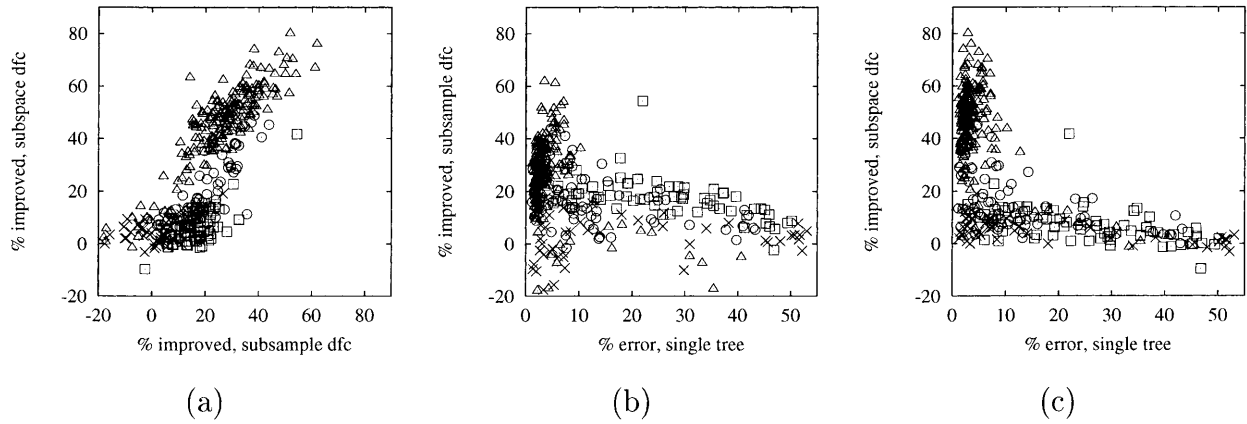 80
60
40
20
0
-20
-20 0 20 40 60 80
% improved, subspace dfc
% improved, subsample dfc
(a)
80
60
40
20
0
-20
0 10 20 30 40 50
% improved, subsample dfc
% error, single tree
(b)
80
60
40
20
0
-20
0 10 20 30 40 50
% improved, subspace dfc
% error, single tree
(c)